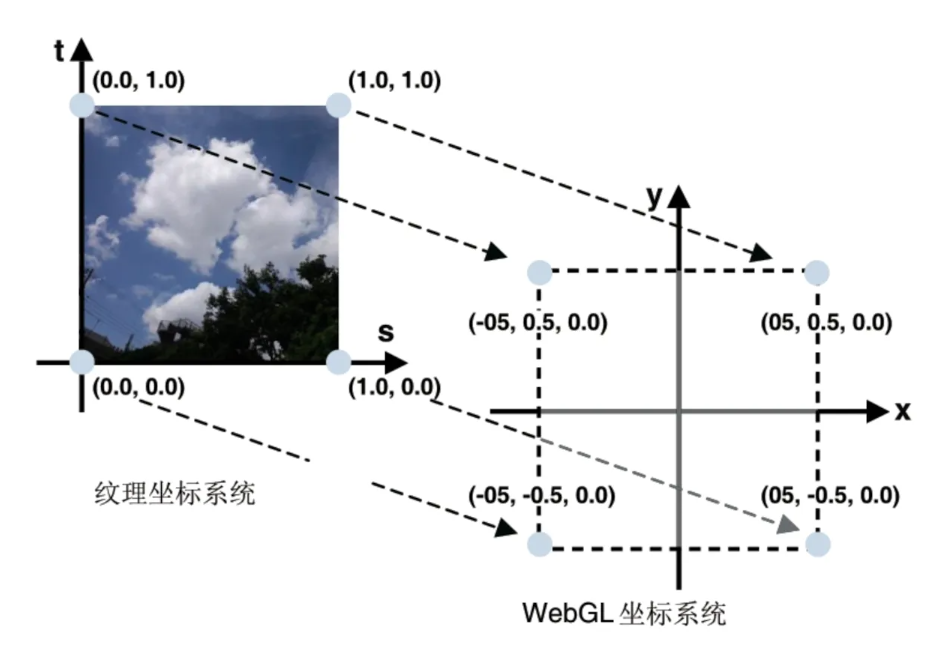 t
(0.0, 1.0)
(1.0, 1.0)
s
(0.0, 0.0)
(1.0, 0.0)
纹理坐标系统
y
(-05, 0.5, 0.0)
(05, 0.5, 0.0)
x
(-05, -0.5, 0.0)
(05, -0.5, 0.0)
WebGL 坐标系统